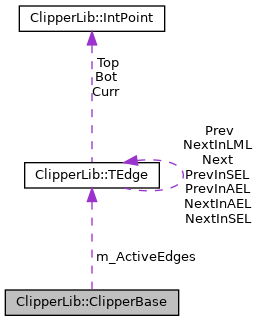 ClipperLib::IntPoint
Top
Bot
Curr
Prev
NextInLML
Next
PrevInSEL
PrevInAEL
NextInAEL
NextInSEL
ClipperLib::TEdge
m_ActiveEdges
ClipperLib::ClipperBase